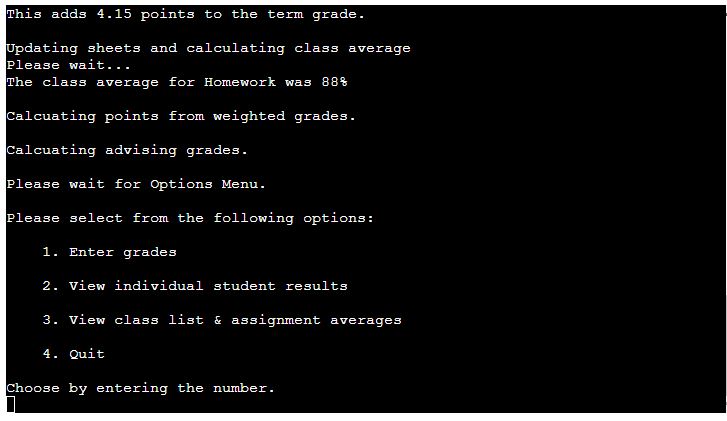 This adds 4.15 points to the term grade.
Updating sheets and calculating class average
Please wait...
The class average for Homework was 88%
Calcuating points from weighted grades.
Calcuating advising grades.
Please wait for Options Menu.
Please select from the following options:
1. Enter grades
2. View individual student results
3. View class list & assignment averages
4. Quit
Choose by entering the number.